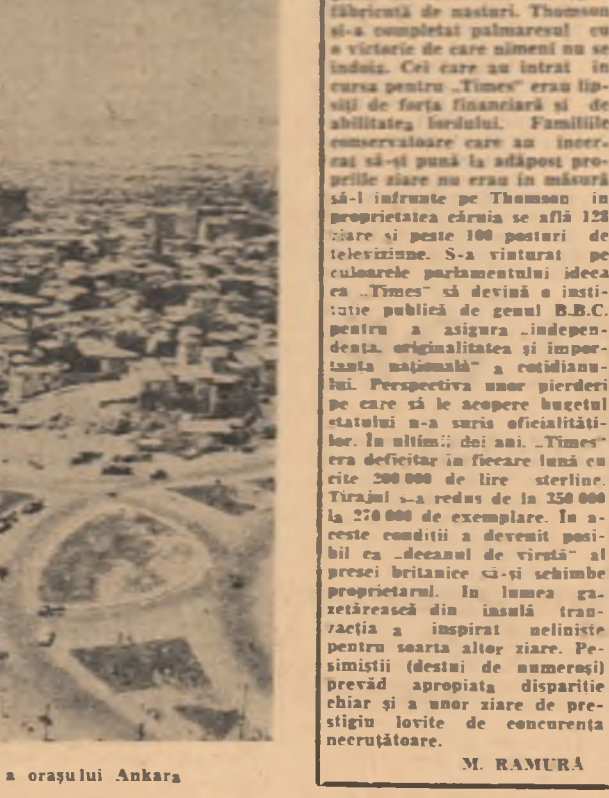 fabricuță de nasturi. Thomson
și-a completat palmaresul cu
o victorie de care nimeni nu se
îndoia. Cei care au intrat în
cursa pentru „Times" erau lip-
siți de forța financiară și de
abilitatea lordului. Familiile
conservatoare care au încer-
cat să-și pună la adăpost pro-
priile ziare nu erau în măsură
să-l înfrunte pe Thomson în
proprietatea căruia se află 128
ziare și peste 100 posturi de
televiziune. S-a vînturat pe
culoarele parlamentului ideea
ca „Times" să devină o insti-
tuție publică de genul B.B.C.
pentru a asigura „indepen-
dența, originalitatea și impor-
tanța națională" a cotidianu-
lui. Perspectiva unor pierderi
pe care să le acopere bugetul
statului n-a surîs oficialități-
lor. În ultimii doi ani, „Times"
era deficitar în fiecare lună cu
cîte 200 000 de lire sterline.
Tirajul s-a redus de la 350 000
la 270 000 de exemplare. În a-
ceste condiții a devenit posi-
bil ca „decanul de vîrstă" al
presei britanice să-și schimbe
proprietarul. În lumea ga-
zetărească din insulă tran-
zacția a inspirat neliniște
pentru soarta altor ziare. Pe-
simiștii (destui de numeroși)
prevăd apropiata dispariție
chiar și a unor ziare de pre-
stigiu lovite de concurența
necruțătoare.
M. RAMURĂ
a orașului Ankara